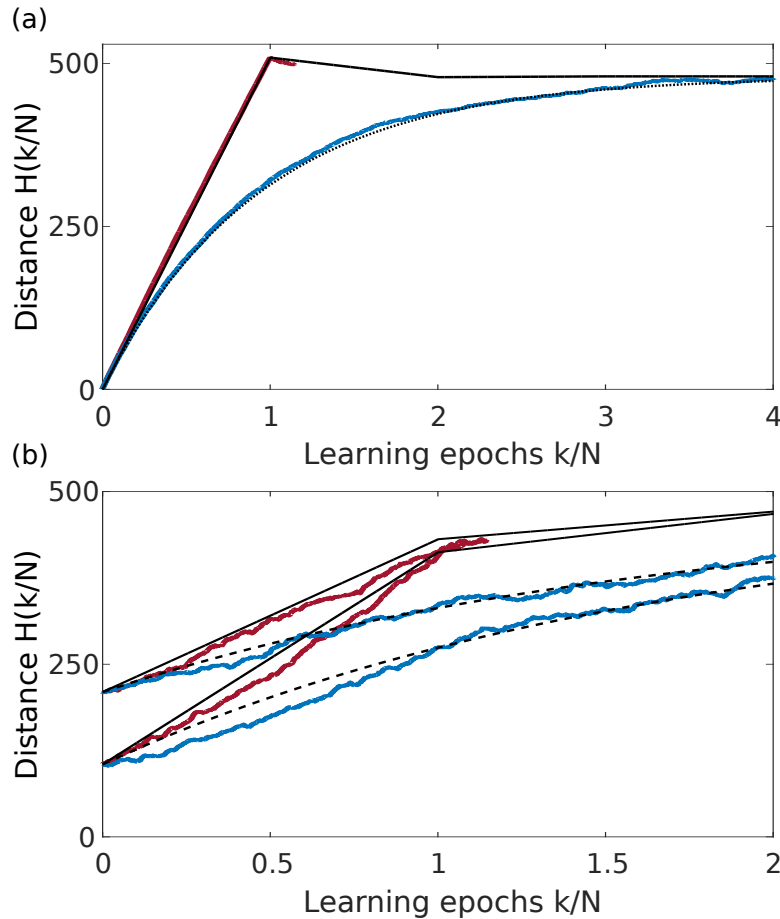 (a)
500
250
0
Distance H(k/N)
0 1 2 3 4
Learning epochs k/N
(b)
500
250
0
Distance H(k/N)
0 0.5 1 1.5 2
Learning epochs k/N